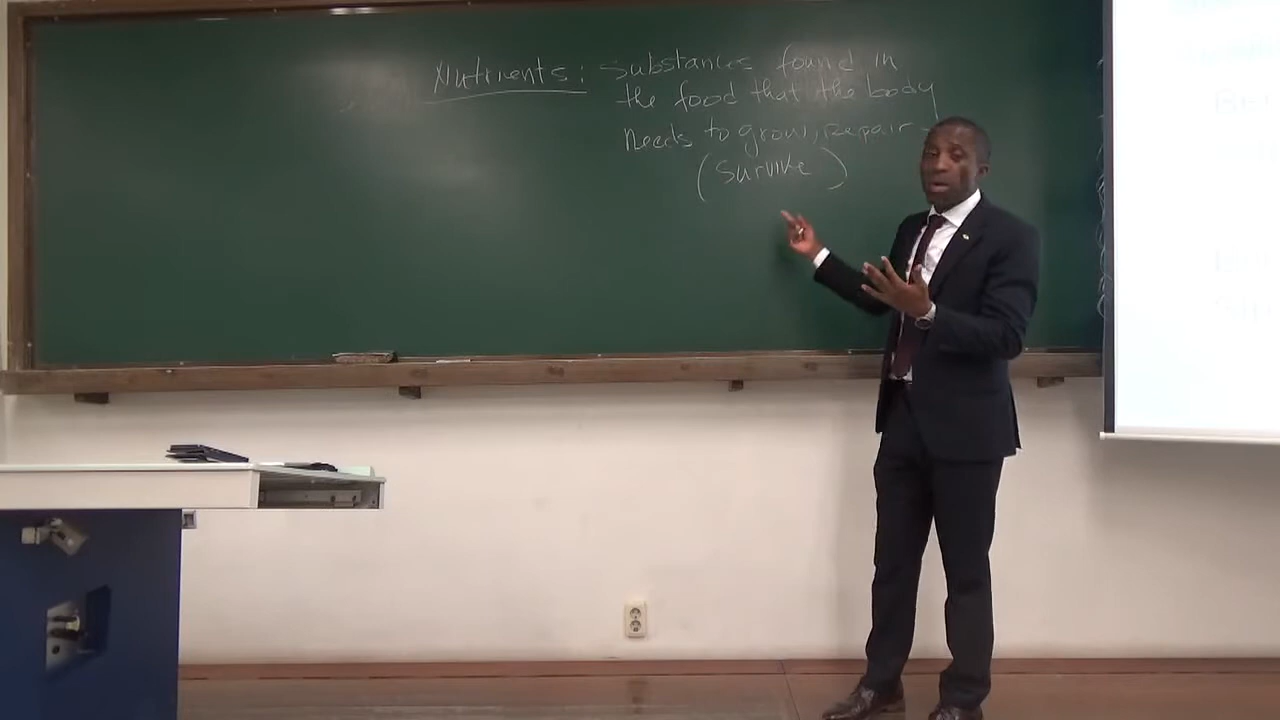 Nutrients: Substances found in
the food that the body
needs to grow, repair
(Survive)